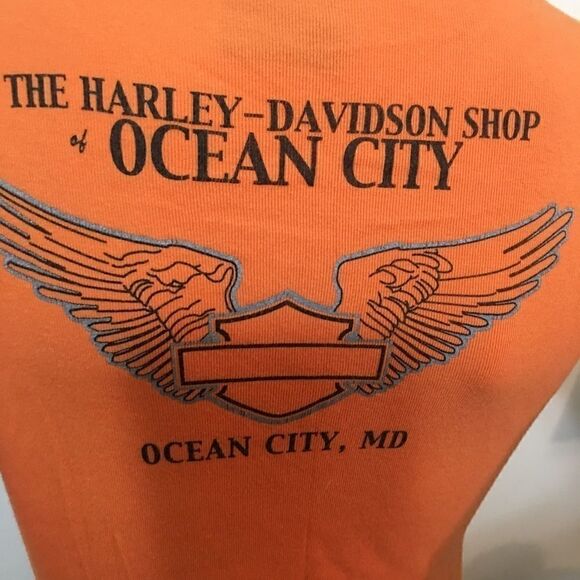 THE HARLEY-DAVIDSON SHOP
of OCEAN CITY
OCEAN CITY, MD